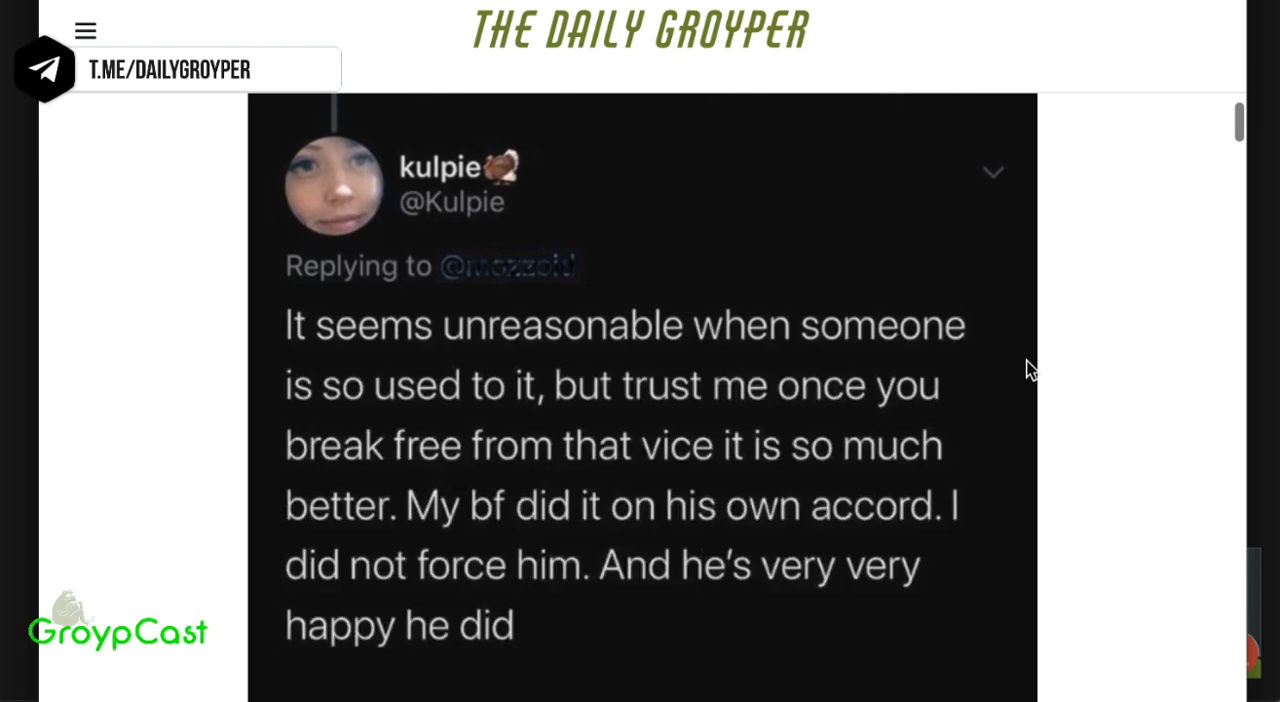 THE DAILY GROYPER
T.ME/DAILYGROYPER
kulpie🦃
@Kulpie
Replying to
It seems unreasonable when someone
is so used to it, but trust me once you
break free from that vice it is so much
better. My bf did it on his own accord. I
did not force him. And he's very very
happy he did
GroypCast